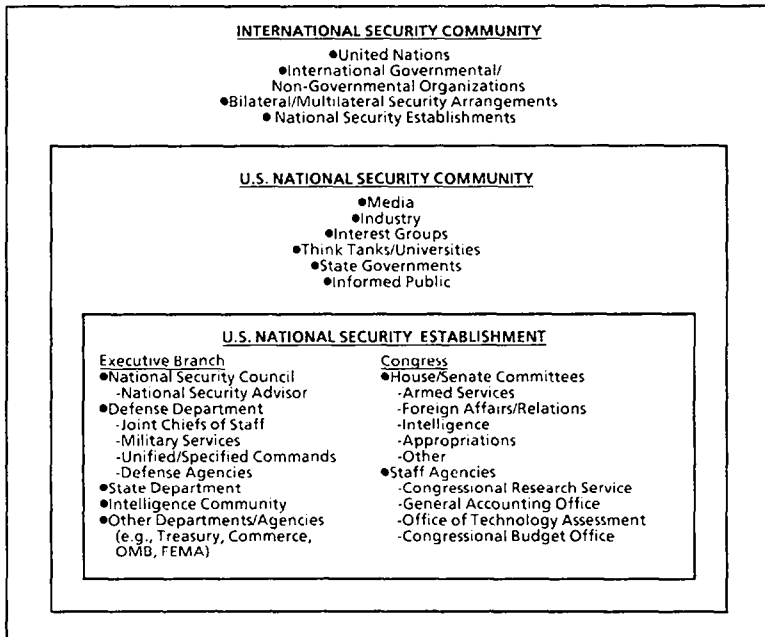 INTERNATIONAL SECURITY COMMUNITY
●United Nations
●International Governmental/
Non-Governmental Organizations
●Bilateral/Multilateral Security Arrangements
● National Security Establishments
U.S. NATIONAL SECURITY COMMUNITY
●Media
●Industry
●Interest Groups
●Think Tanks/Universities
●State Governments
●Informed Public
U.S. NATIONAL SECURITY ESTABLISHMENT
Executive Branch
●National Security Council
-National Security Advisor
●Defense Department
-Joint Chiefs of Staff
-Military Services
-Unified/Specified Commands
-Defense Agencies
●State Department
●Intelligence Community
●Other Departments/Agencies
(e.g., Treasury, Commerce,
OMB, FEMA)
Congress
●House/Senate Committees
-Armed Services
-Foreign Affairs/Relations
-Intelligence
-Appropriations
-Other
●Staff Agencies
-Congressional Research Service
-General Accounting Office
-Office of Technology Assessment
-Congressional Budget Office